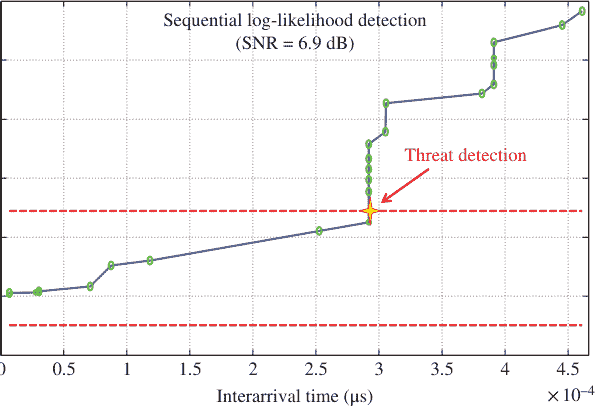 Sequential log-likelihood detection
(SNR = 6.9 dB)
Threat detection
0 0.5 1 1.5 2 2.5 3 3.5 4 4.5
Interarrival time (μs)
×10⁻⁴